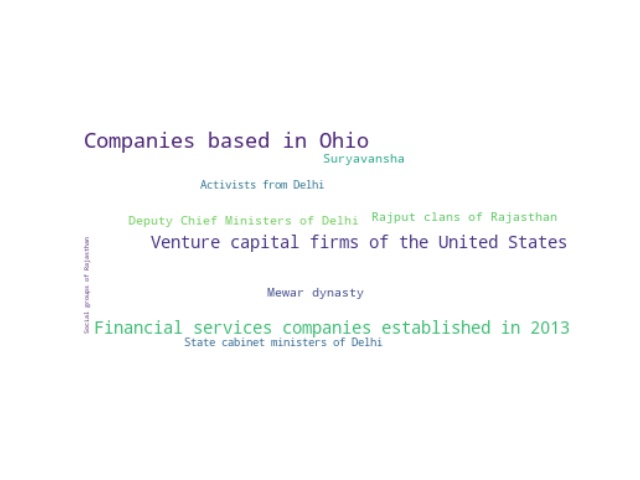 Companies based in Ohio
Suryavansha
Activists from Delhi
Rajput clans of Rajasthan
Deputy Chief Ministers of Delhi
Venture capital firms of the United States
Social groups of Rajasthan
Mewar dynasty
Financial services companies established in 2013
State cabinet ministers of Delhi